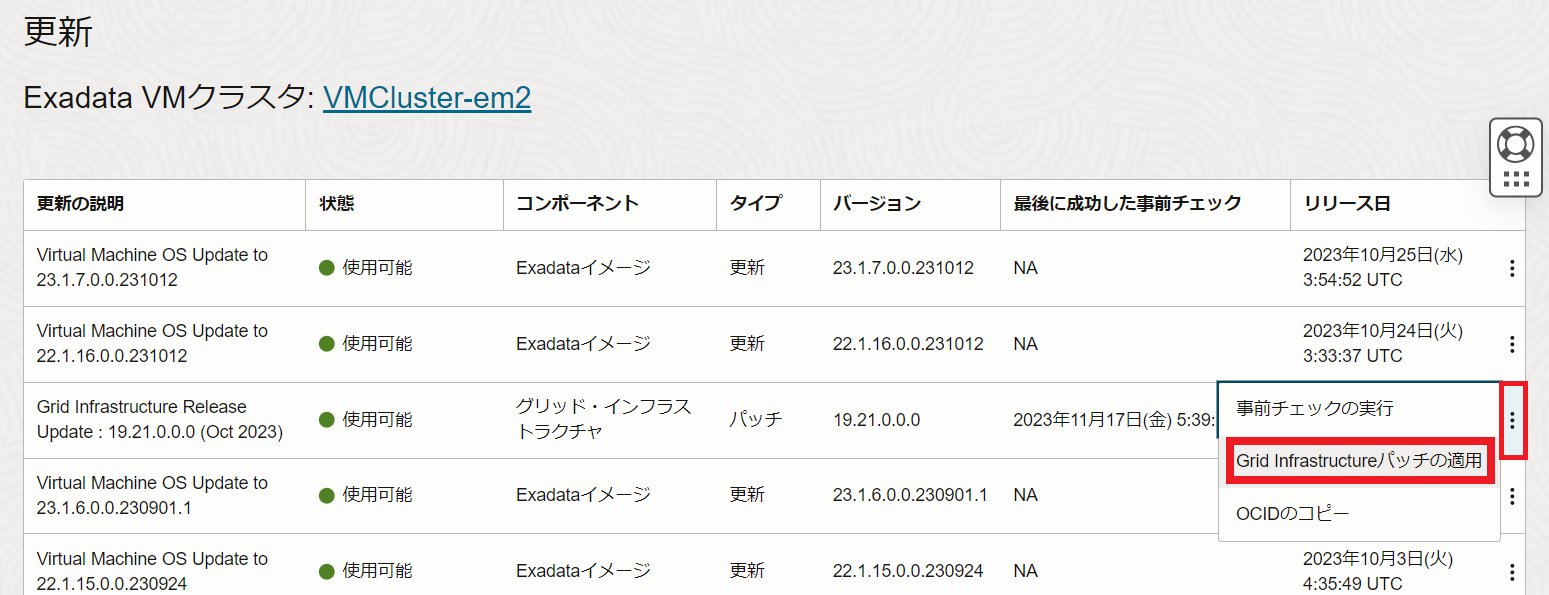 更新
Exadata VMクラスタ: VMCluster-em2
更新の説明 状態 コンポーネント タイプ バージョン 最後に成功した事前チェック リリース日
Virtual Machine OS Update to
23.1.7.0.0.231012
使用可能 Exadataイメージ 更新 23.1.7.0.0.231012 NA
2023年10月25日(水)
3:54:52 UTC
Virtual Machine OS Update to
22.1.16.0.0.231012
使用可能 Exadataイメージ 更新 22.1.16.0.0.231012 NA
2023年10月24日(火)
3:33:37 UTC
Grid Infrastructure Release
Update : 19.21.0.0.0 (Oct 2023)
使用可能
グリッド・インフラス
トラクチャ
パッチ 19.21.0.0.0 2023年11月17日(金) 5:39:
事前チェックの実行
Grid Infrastructureパッチの適用
OCIDのコピー
Virtual Machine OS Update to
23.1.6.0.0.230901.1
使用可能 Exadataイメージ 更新 23.1.6.0.0.230901.1 NA
Virtual Machine OS Update to
22.1.15.0.0.230924
使用可能 Exadataイメージ 更新 22.1.15.0.0.230924 NA
2023年10月3日(火)
4:35:49 UTC